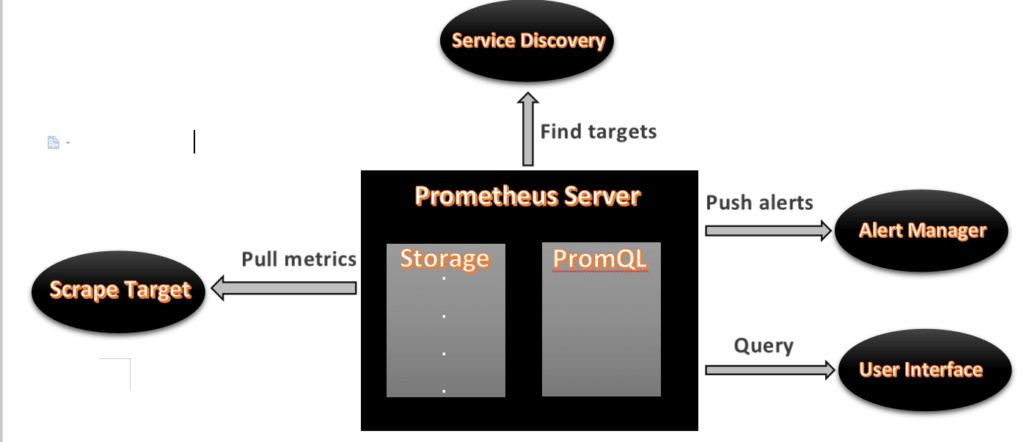 Service Discovery
Find targets
Prometheus Server
Push alerts
Alert Manager
Storage
PromQL
Pull metrics
Scrape Target
Query
User Interface